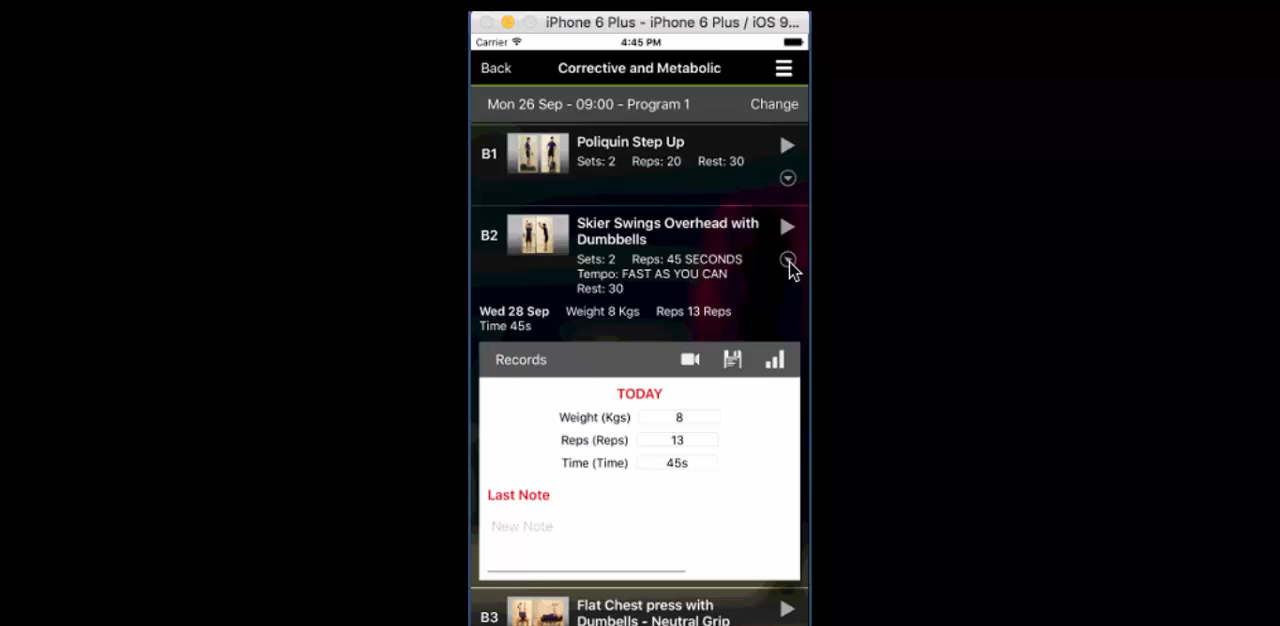 iPhone 6 Plus - iPhone 6 Plus / iOS 9...
Carrier 4:45 PM
Back Corrective and Metabolic
Mon 26 Sep - 09:00 - Program 1 Change
B1 Poliquin Step Up
Sets: 2 Reps: 20 Rest: 30
B2 Skier Swings Overhead with
Dumbbells
Sets: 2 Reps: 45 SECONDS
Tempo: FAST AS YOU CAN
Rest: 30
Wed 28 Sep Weight 8 Kgs Reps 13 Reps
Time 45s
Records
TODAY
Weight (Kgs) 8
Reps (Reps) 13
Time (Time) 45s
Last Note
New Note
B3 Flat Chest press with
Dumbells - Neutral Grip